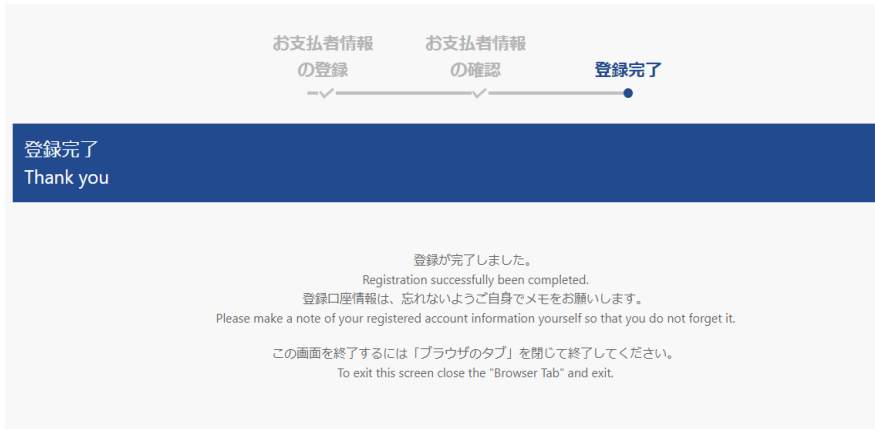 お支払者情報
の登録
お支払者情報
の確認
登録完了
登録完了
Thank you
登録が完了しました。
Registration successfully been completed.
登録口座情報は、忘れないようご自身でメモをお願いします。
Please make a note of your registered account information yourself so that you do not forget it.
この画面を終了するには「ブラウザのタブ」を閉じて終了してください。
To exit this screen close the "Browser Tab" and exit.